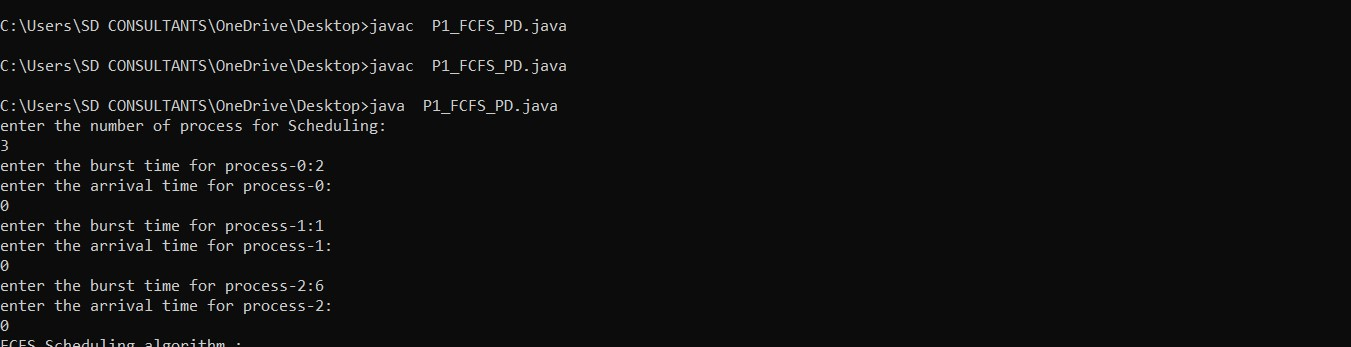 C:\Users\SD CONSULTANTS\OneDrive\Desktop>javac  P1_FCFS_PD.java
C:\Users\SD CONSULTANTS\OneDrive\Desktop>javac  P1_FCFS_PD.java
C:\Users\SD CONSULTANTS\OneDrive\Desktop>java  P1_FCFS_PD.java
enter the number of process for Scheduling:
3
enter the burst time for process-0:2
enter the arrival time for process-0:
0
enter the burst time for process-1:1
enter the arrival time for process-1:
0
enter the burst time for process-2:6
enter the arrival time for process-2:
0
FCFS Scheduling algorithm :